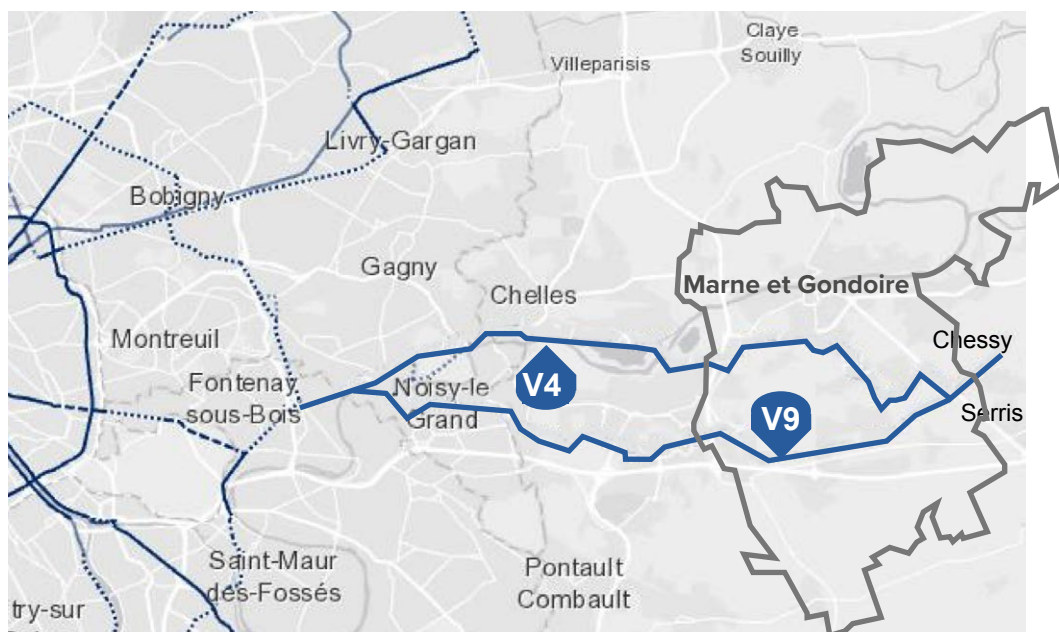 Claye
Souilly
Villeparisis
Livry-Gargan
Bobigny
Gagny
Chelles
Marne et Gondoire
Montreuil
Chessy
Fontenay
sous-Bois
Noisy-le
Grand
V4
V9
Serris
Saint-Maur
des-Fossés
Pontault
Combault
try-sur